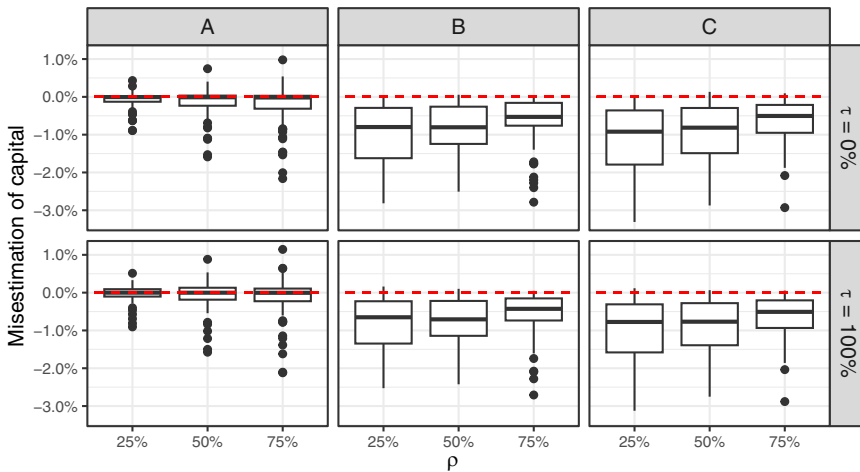 A B C
Misestimation of capital
1.0%
0.0%
−1.0%
−2.0%
−3.0%
τ = 0%
1.0%
0.0%
−1.0%
−2.0%
−3.0%
τ = 100%
25% 50% 75% 25% 50% 75% 25% 50% 75%
ρ